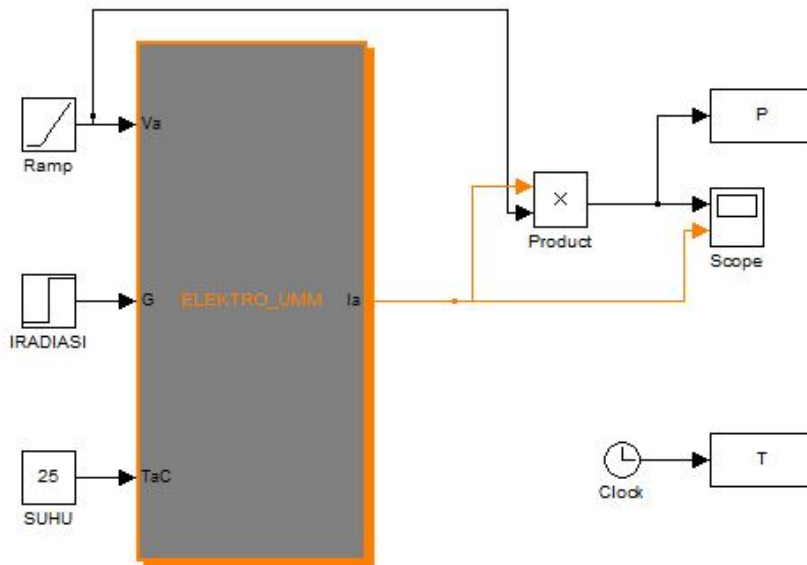 Va
P
Ramp
×
Product
Scope
G
ELEKTRO_UMM
Ia
IRADIASI
25
TaC
SUHU
T
Clock